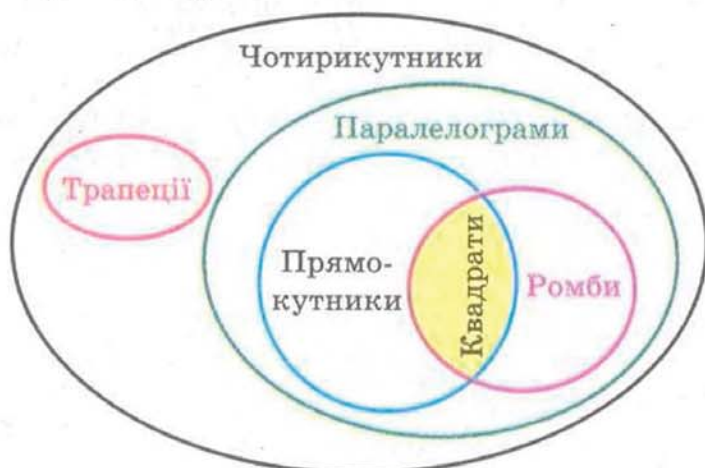 Чотирикутники
Паралелограми
Трапеції
Прямо-
кутники
Квадрати
Ромби